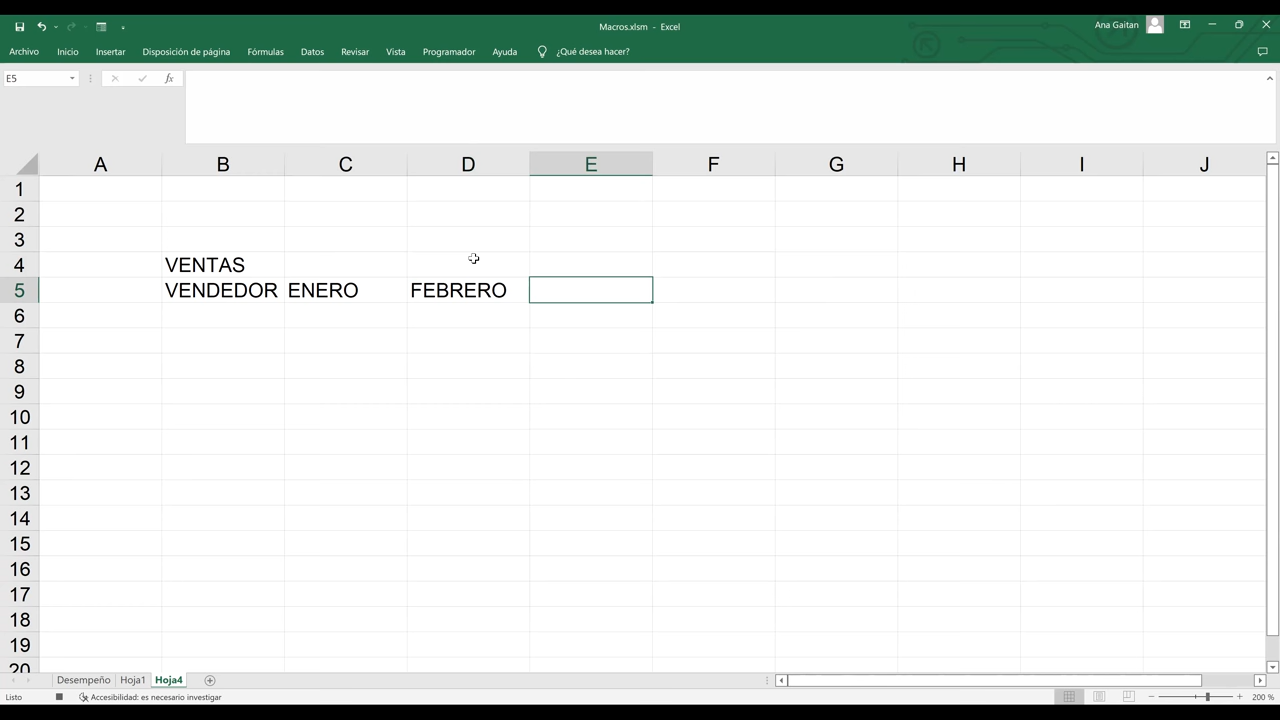 Macros.xlsm - Excel
Ana Gaitan
Archivo Inicio Insertar Disposición de página Fórmulas Datos Revisar Vista Programador Ayuda ¿Qué desea hacer?
E5 fx
A B C D E F G H I J
1
2
3
4 VENTAS
5 VENDEDOR ENERO FEBRERO
6
7
8
9
10
11
12
13
14
15
16
17
18
19
20
Desempeño Hoja1 Hoja4
Listo Accesibilidad: es necesario investigar 200 %